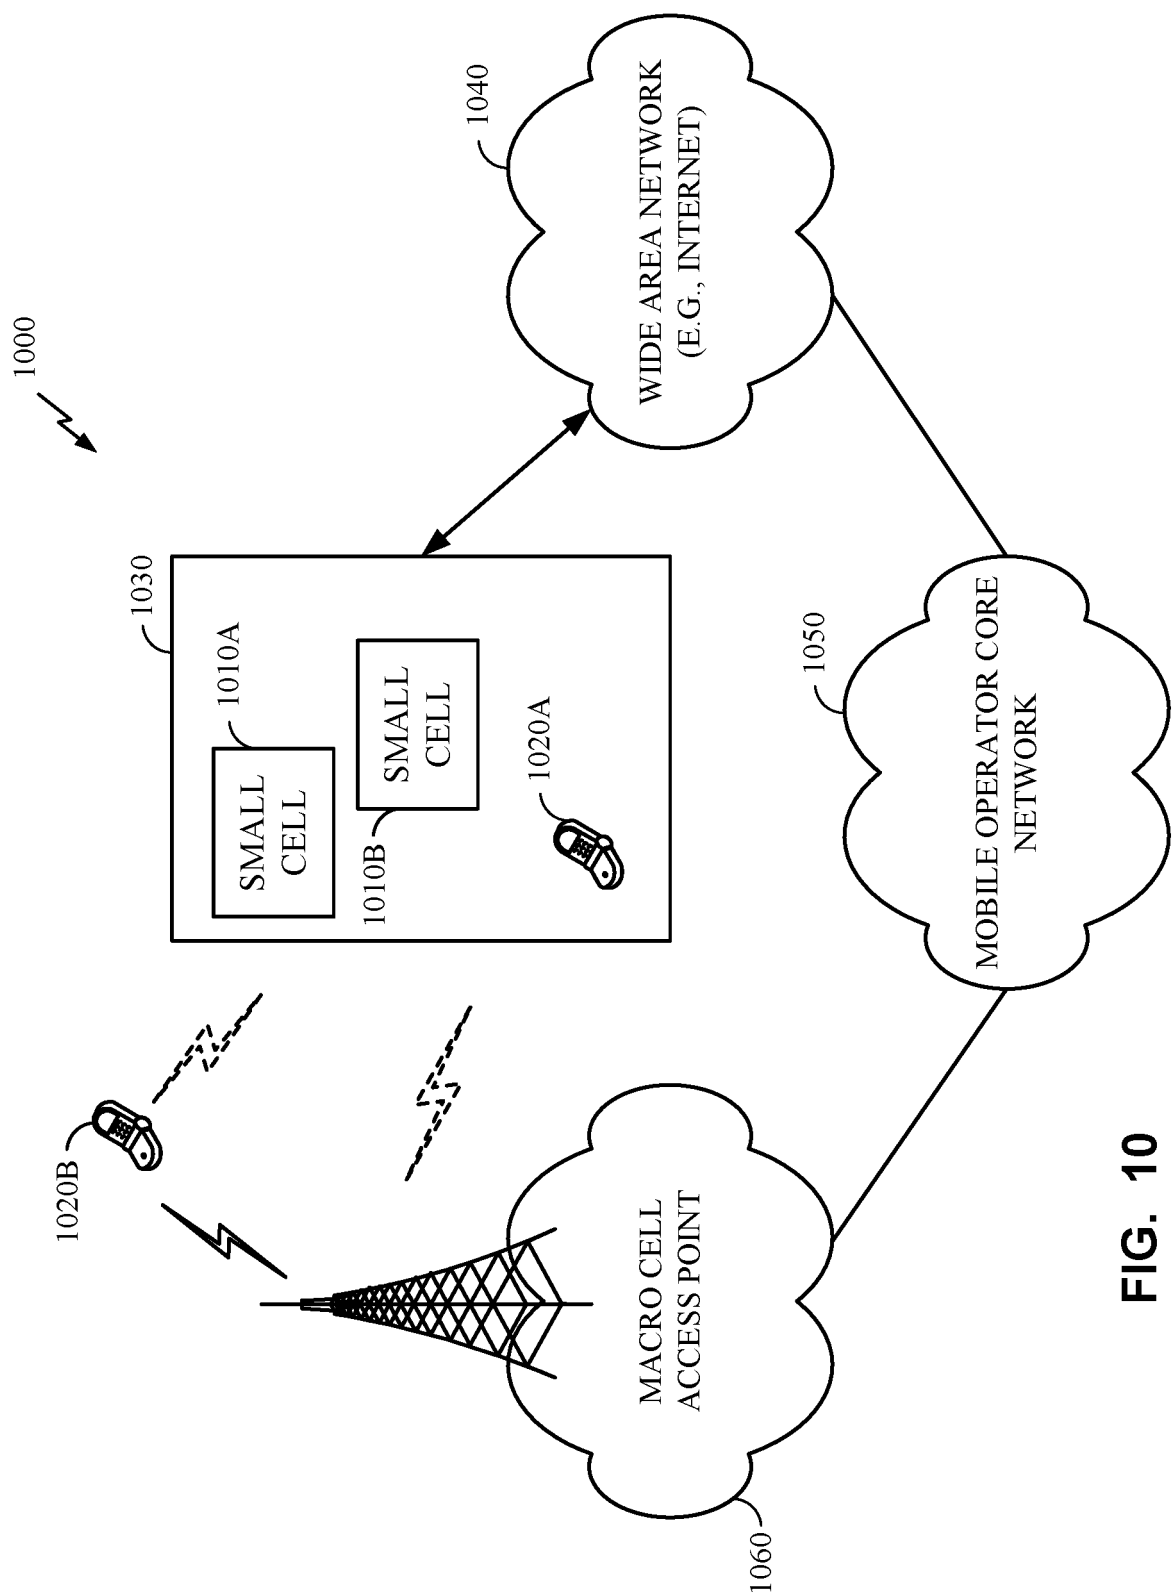 1000
1020B
1030
1010A
SMALL
CELL
1010B
SMALL
CELL
1020A
1040
WIDE AREA NETWORK
(E.G., INTERNET)
MACRO CELL
ACCESS POINT
1060
1050
MOBILE OPERATOR CORE
NETWORK
FIG. 10